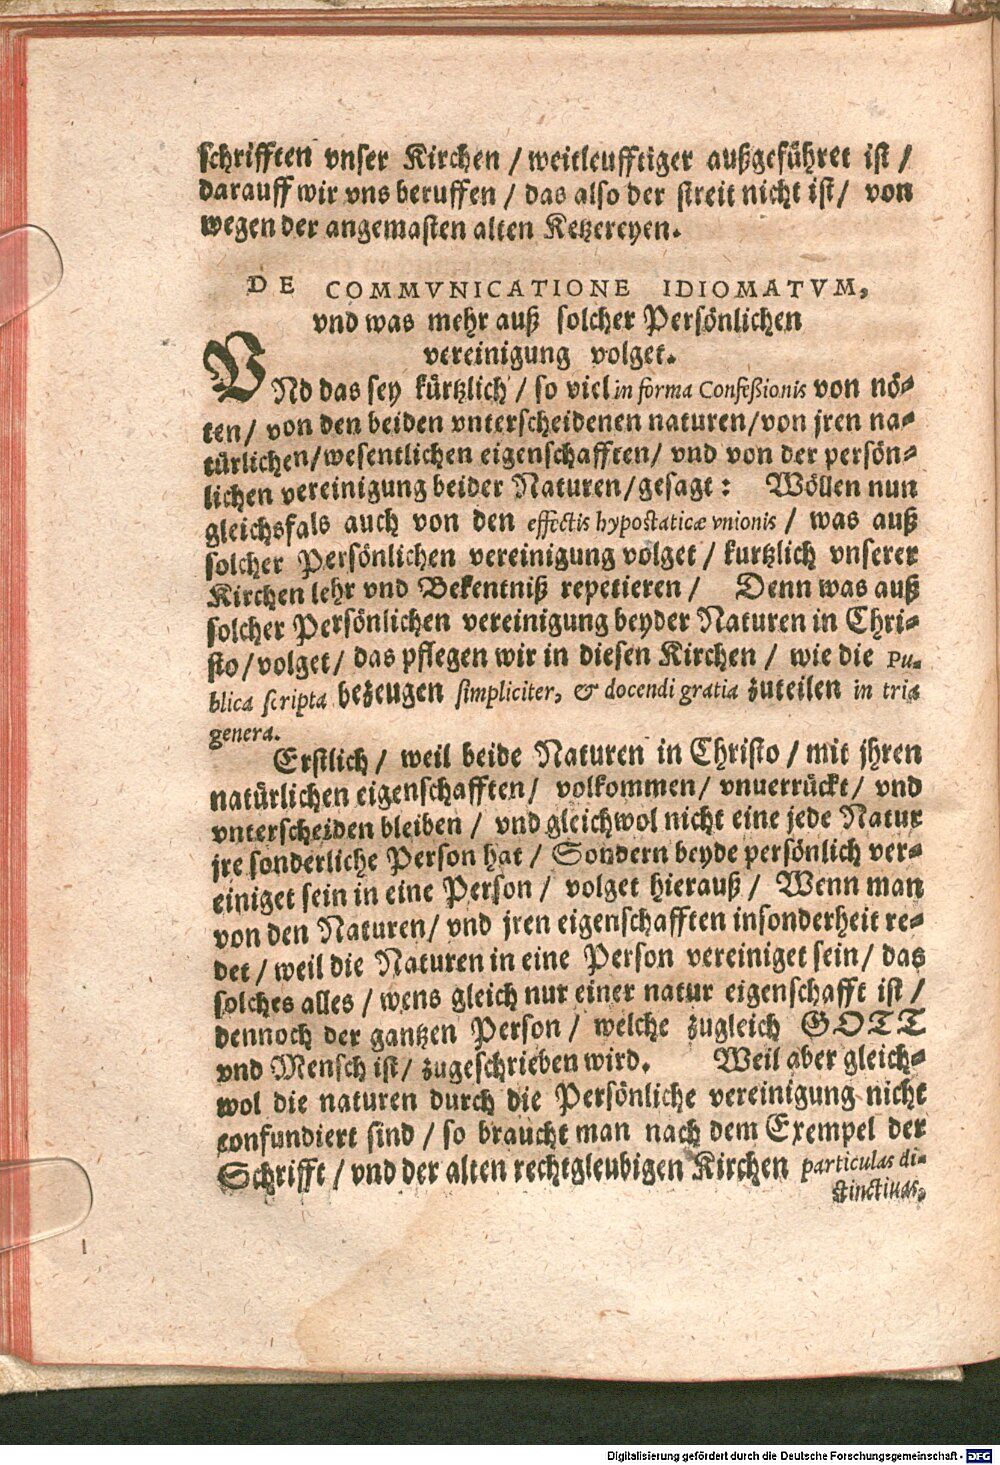 schrifften vnser Kirchen / weitleufftiger außgeführet ist /
darauff wir vns beruffen / das also der streit nicht ist / von
wegen der angemasten alten Ketzereyen.
DE COMMVNICATIONE IDIOMATVM,
vnd was mehr auß solcher Persönlichen
vereinigung volget.
VNd das sey kürtzlich / so viel in forma Confeßionis von nö⸗
ten / von den beiden vnterscheidenen naturen / von jren na⸗
türlichen / wesentlichen eigenschafften / vnd von der persön⸗
lichen vereinigung beider Naturen / gesagt: Wöllen nun
gleichsfals auch von den effectis hypostaticæ vnionis / was auß
solcher Persönlichen vereinigung volget / kurtzlich vnserer
Kirchen lehr vnd Bekentniß repetieren / Denn was auß
solcher Persönlichen vereinigung beyder Naturen in Chri⸗
sto / volget / das pflegen wir in diesen Kirchen / wie die Pu⸗
blica scripta bezeugen simpliciter, & docendi gratia zuteilen in tria
genera.
Erstlich / weil beide Naturen in Christo / mit jhren
natürlichen eigenschafften / volkommen / vnuerrückt / vnd
vnterscheiden bleiben / vnd gleichwol nicht eine jede Natur
jre sonderliche Person hat / Sondern beyde persönlich ver⸗
einiget sein in eine Person / volget hierauß / Wenn man
von den Naturen / vnd jren eigenschafften insonderheit re⸗
det / weil die Naturen in eine Person vereiniget sein / das
solches alles / wens gleich nur einer natur eigenschafft ist /
dennoch der gantzen Person / welche zugleich GOTT
vnd Mensch ist / zugeschrieben wird. Weil aber gleich⸗
wol die naturen durch die Persönliche vereinigung nicht
confundiert sind / so braucht man nach dem Exempel der
Schrifft / vnd der alten rechtgleubigen Kirchen particulas di⸗
stinctiuas,
Digitalisierung gefördert durch die Deutsche Forschungsgemeinschaft - DFG